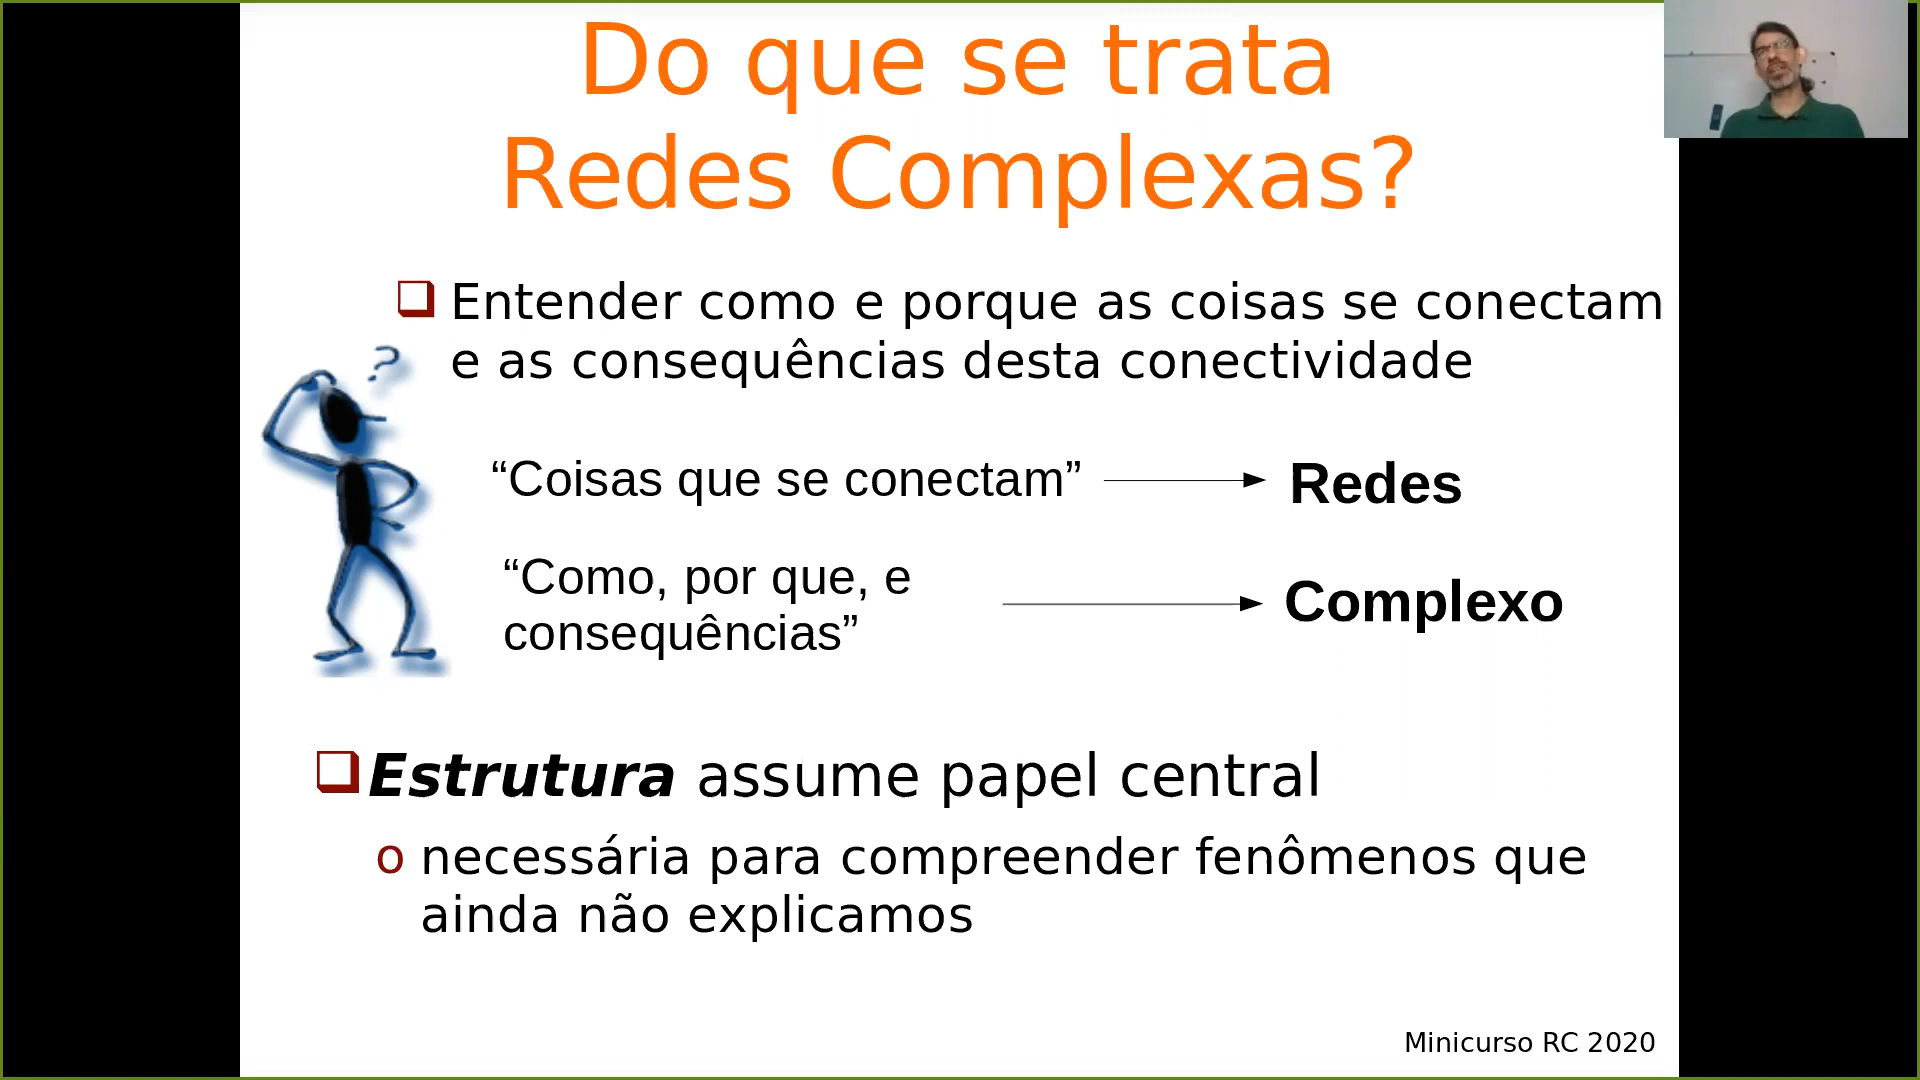 Do que se trata
Redes Complexas?
Entender como e porque as coisas se conectam
e as consequências desta conectividade
?
“Coisas que se conectam”
Redes
“Como, por que, e
consequências”
Complexo
Estrutura assume papel central
o necessária para compreender fenômenos que
ainda não explicamos
Minicurso RC 2020